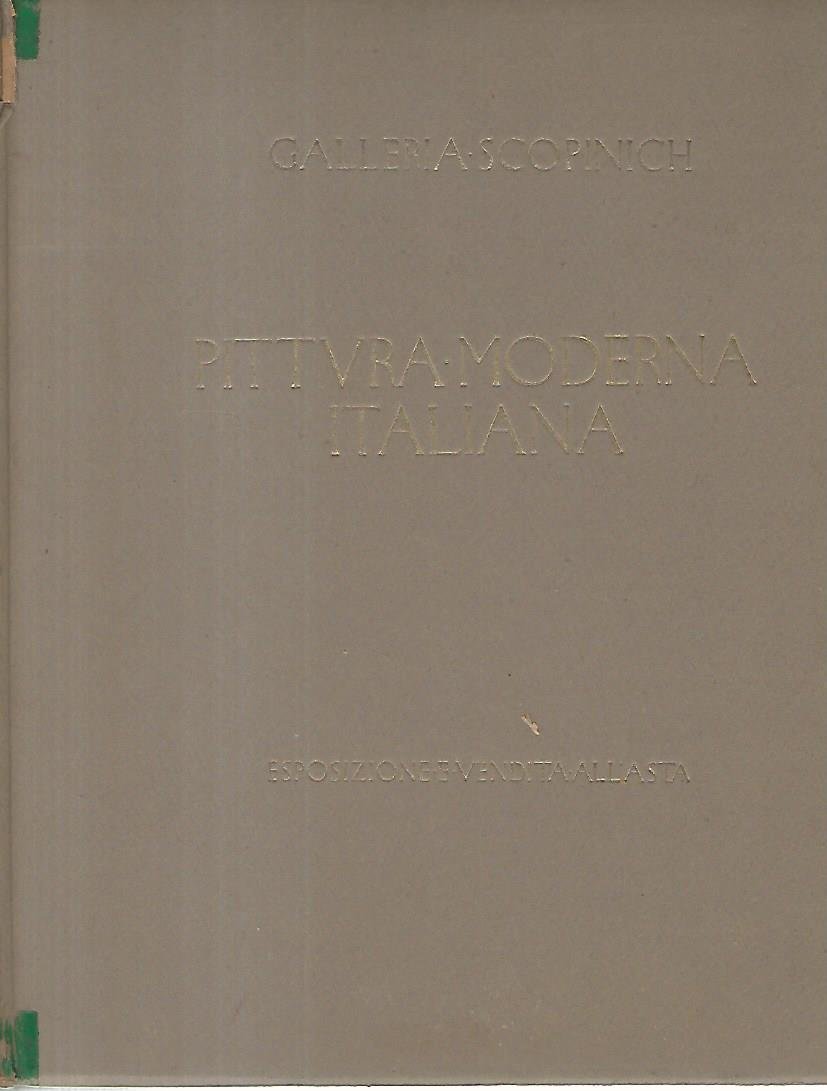 GALLERIA·SCOPINICH
PITTVRA·MODERNA
ITALIANA
ESPOSIZIONE·E·VENDITA·ALL'ASTA